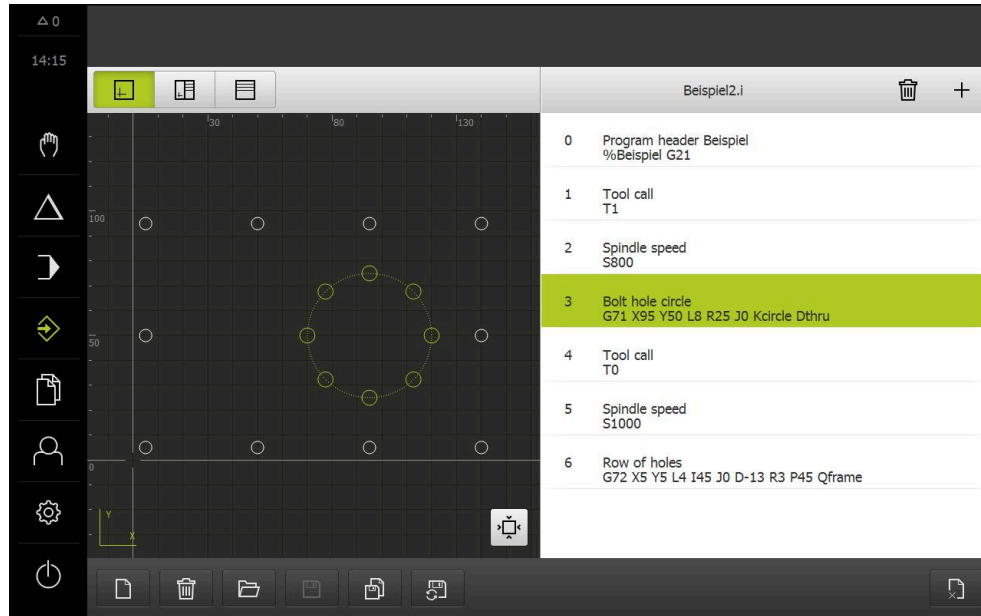 0
14:15
Beispiel2.i
30
80
130
100
50
0
Y
X
0
Program header Beispiel
%Beispiel G21
1
Tool call
T1
2
Spindle speed
S800
3
Bolt hole circle
G71 X95 Y50 L8 R25 J0 Kcircle Dthru
4
Tool call
T0
5
Spindle speed
S1000
6
Row of holes
G72 X5 Y5 L4 I45 J0 D-13 R3 P45 Qframe